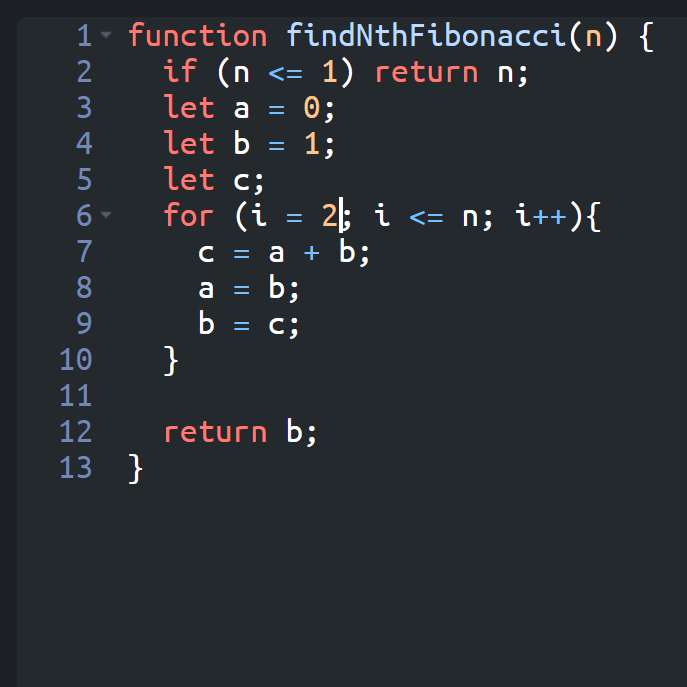 1 function findNthFibonacci(n) {
2   if (n <= 1) return n;
3   let a = 0;
4   let b = 1;
5   let c;
6   for (i = 2; i <= n; i++){
7     c = a + b;
8     a = b;
9     b = c;
10   }
11
12   return b;
13 }